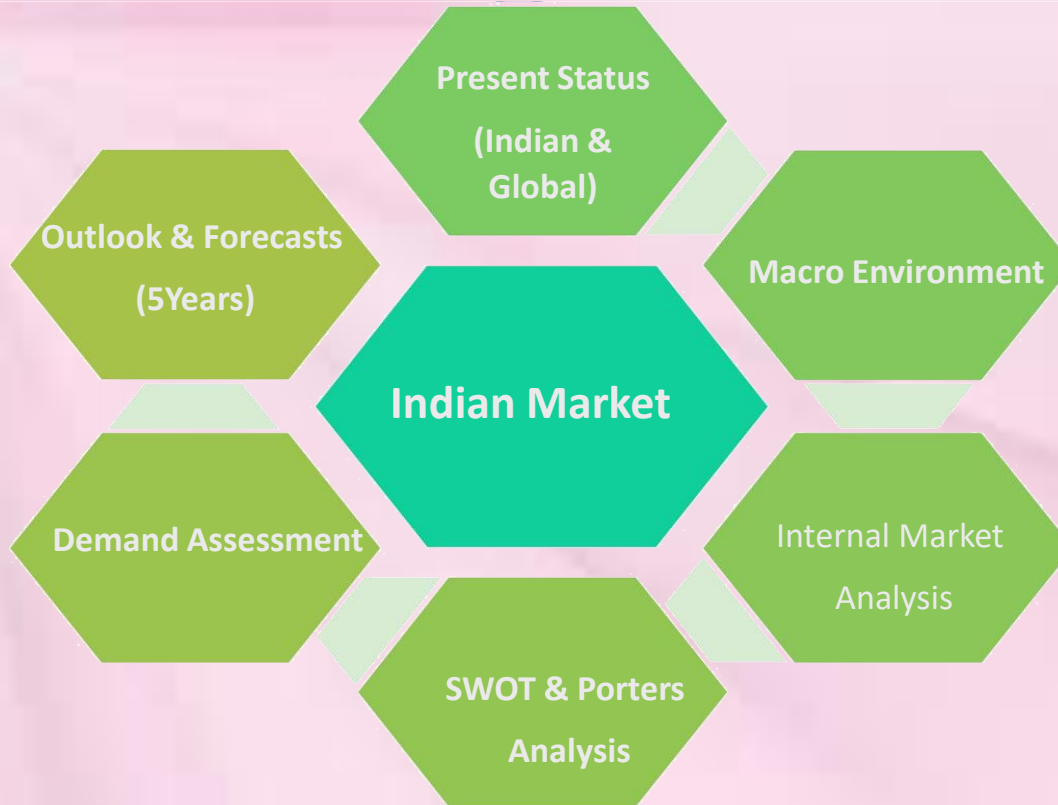 Present Status
(Indian &
Global)
Macro Environment
Internal Market
Analysis
SWOT & Porters
Analysis
Demand Assessment
Outlook & Forecasts
(5Years)
Indian Market